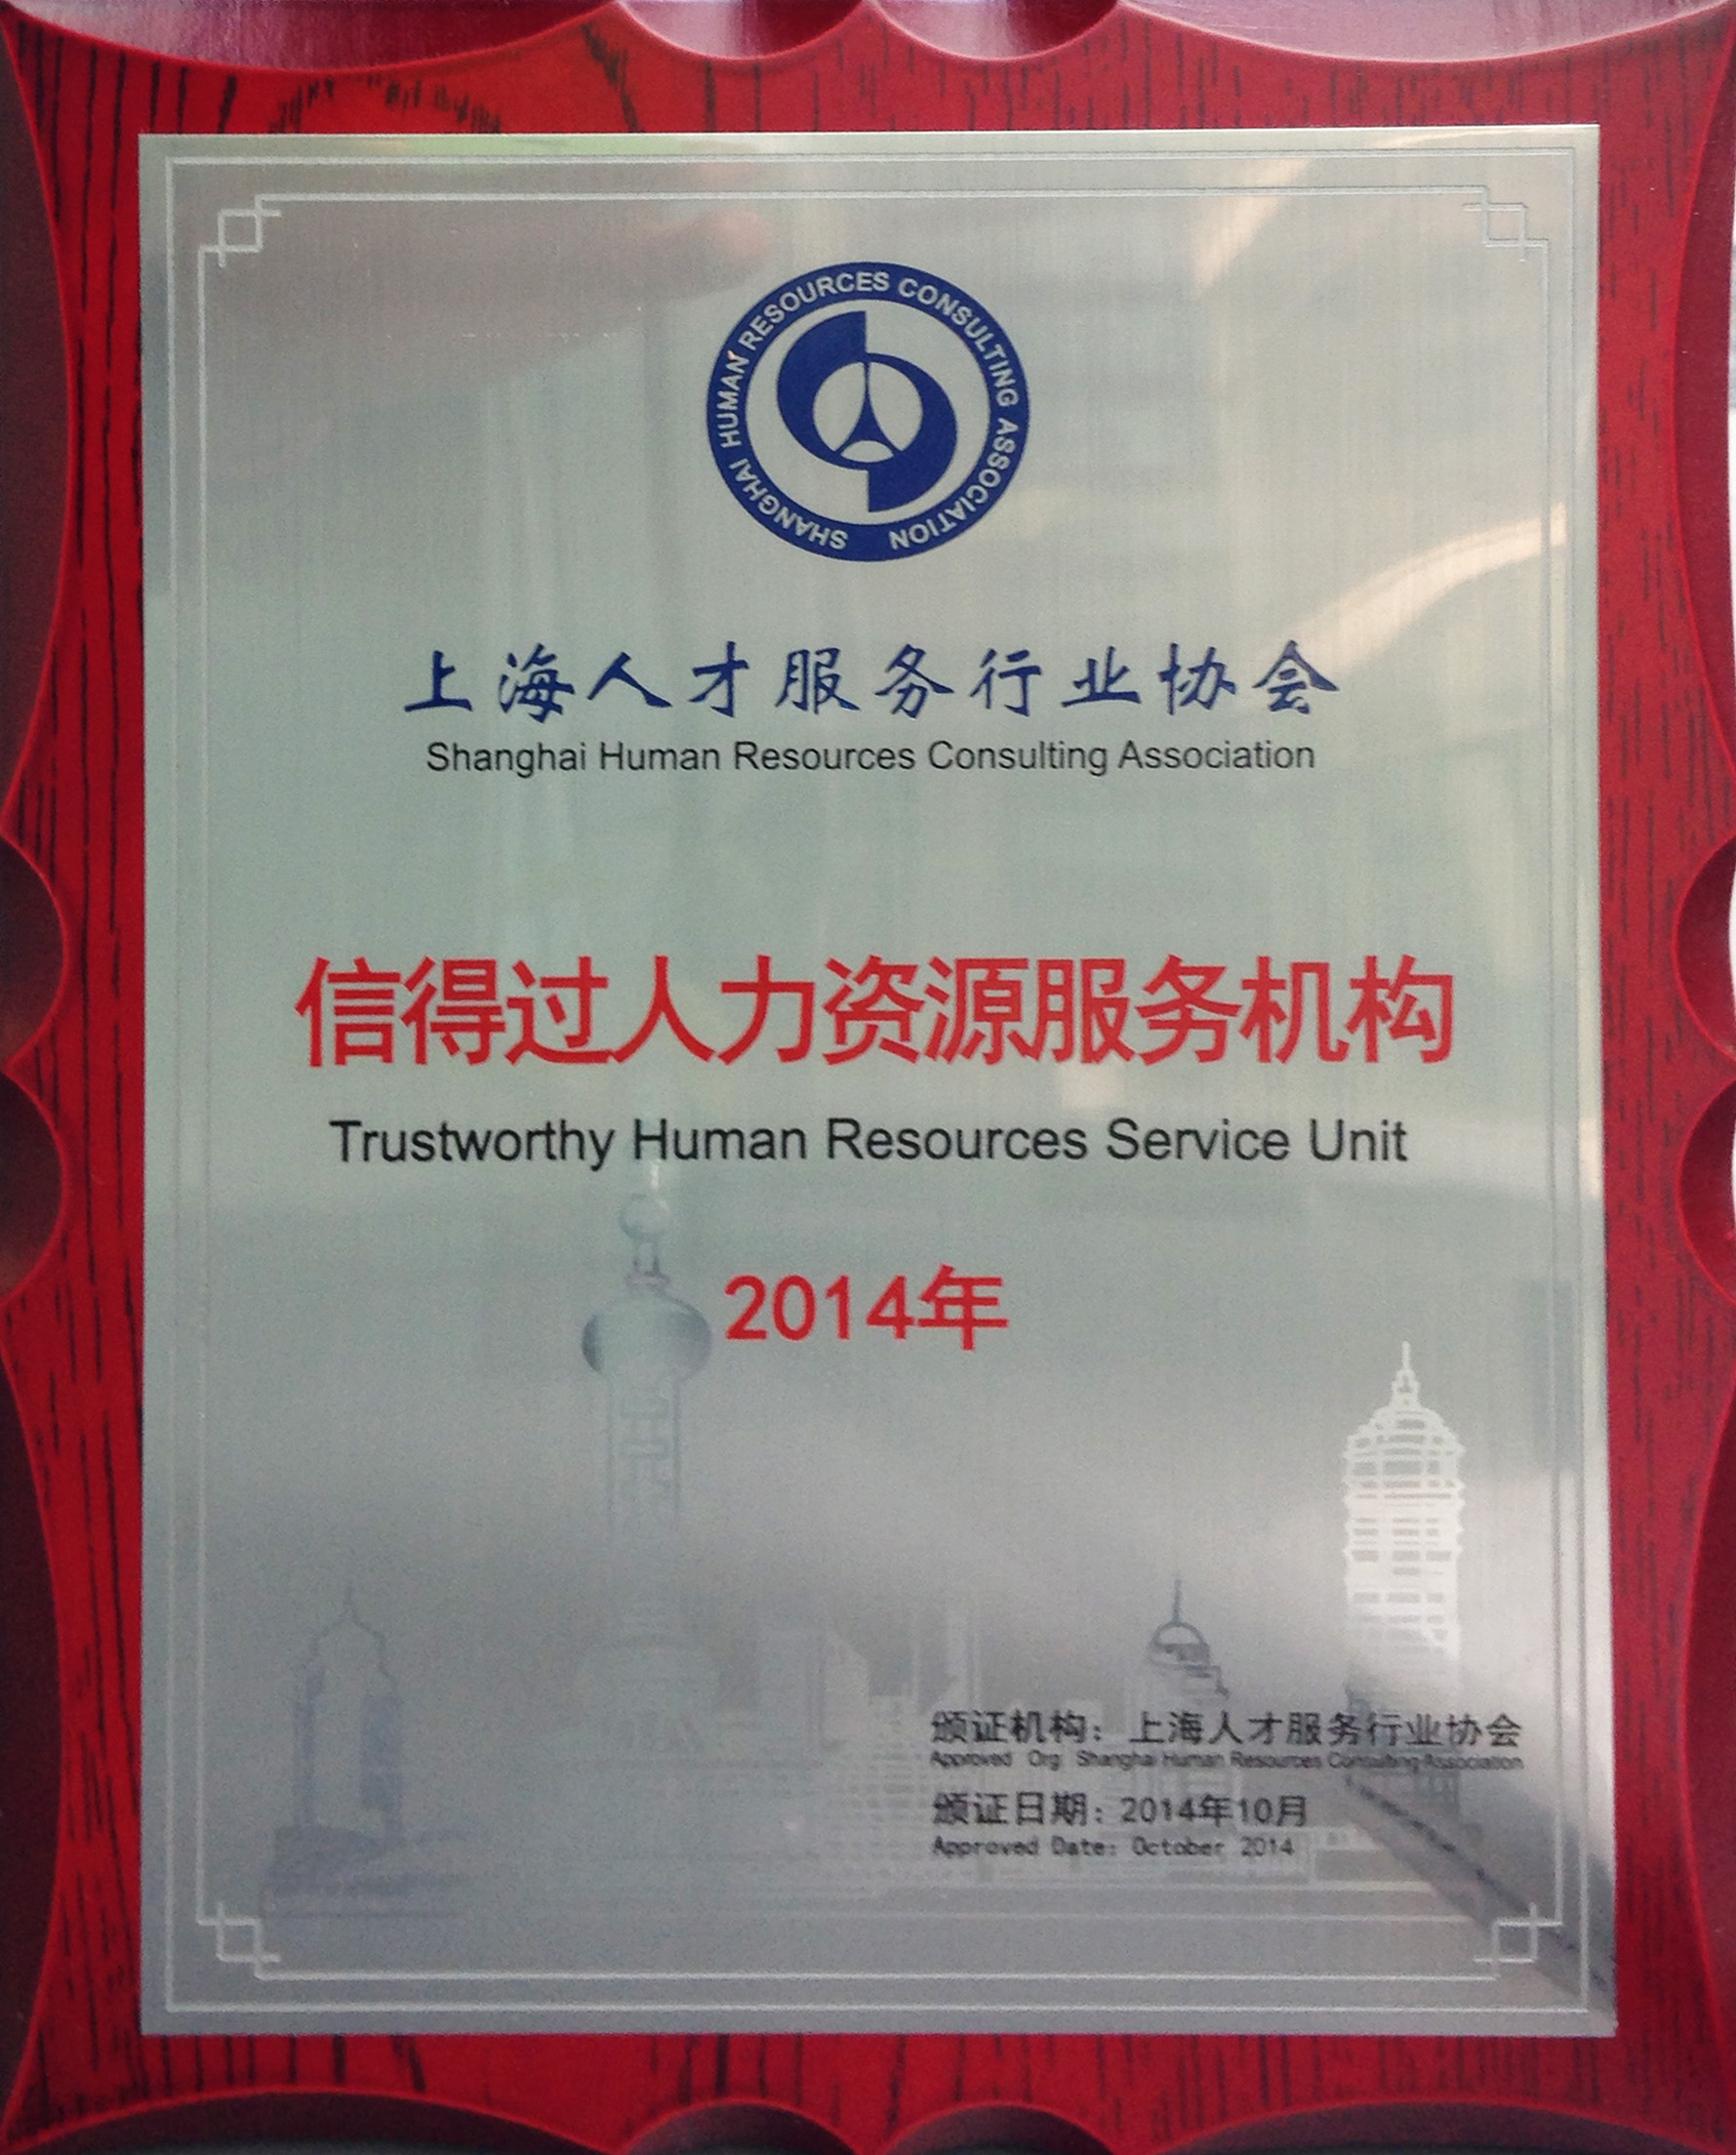 SHANGHAI HUMAN RESOURCES CONSULTING ASSOCIATION
上海人才服务行业协会
Shanghai Human Resources Consulting Association
信得过人力资源服务机构
Trustworthy Human Resources Service Unit
2014年
颁证机构：上海人才服务行业协会
Approved Org Shanghai Human Resources Consulting Association
颁证日期：2014年10月
Approved Date: October 2014